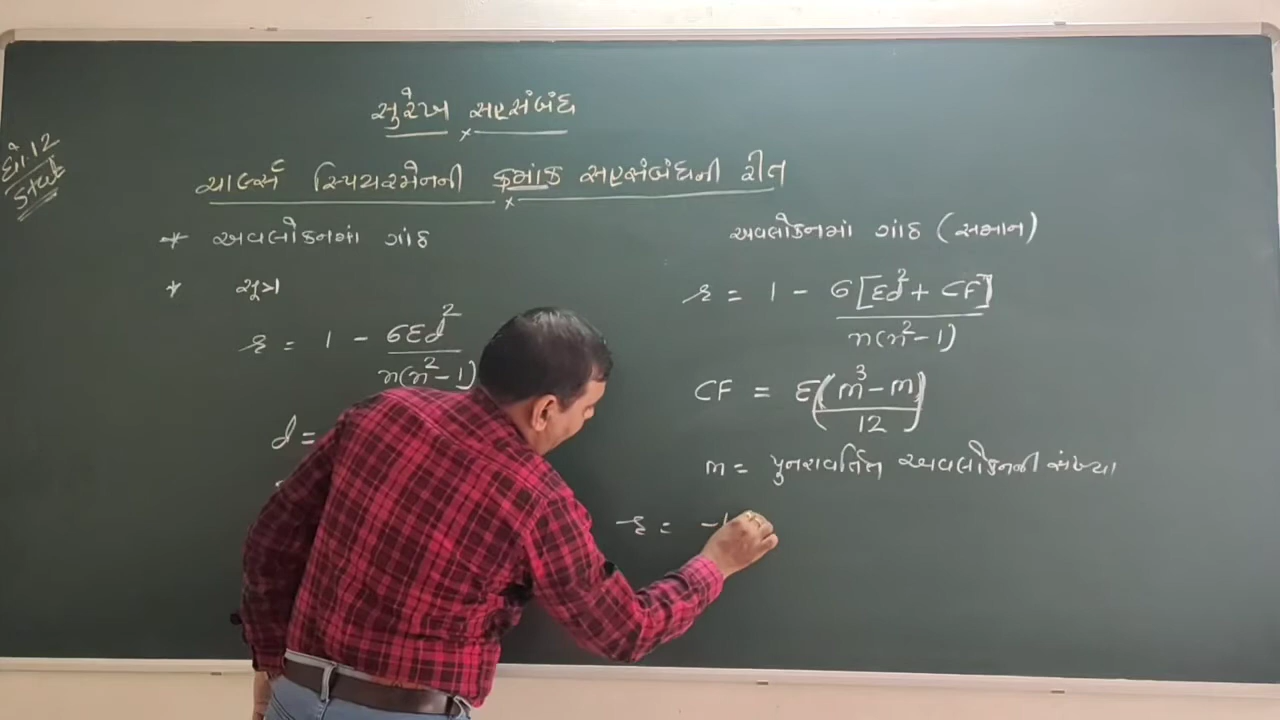 ધો.12
Stat
સુરેખ સહસંબંધ
ચાર્લ્સ સ્પિયરમેનની ક્રમાંક સહસંબંધની રીત
* અવલોકનમાં ગાંઠ
* સૂત્ર
r = 1 - 6Σd²
n(n²-1)
d =
અવલોકનમાં ગાંઠ (સમાન)
r = 1 - 6[Σd² + CF]
n(n²-1)
CF = Σ(m³-m)
12
m = પુનરાવર્તિત અવલોકનની સંખ્યા
r = -1